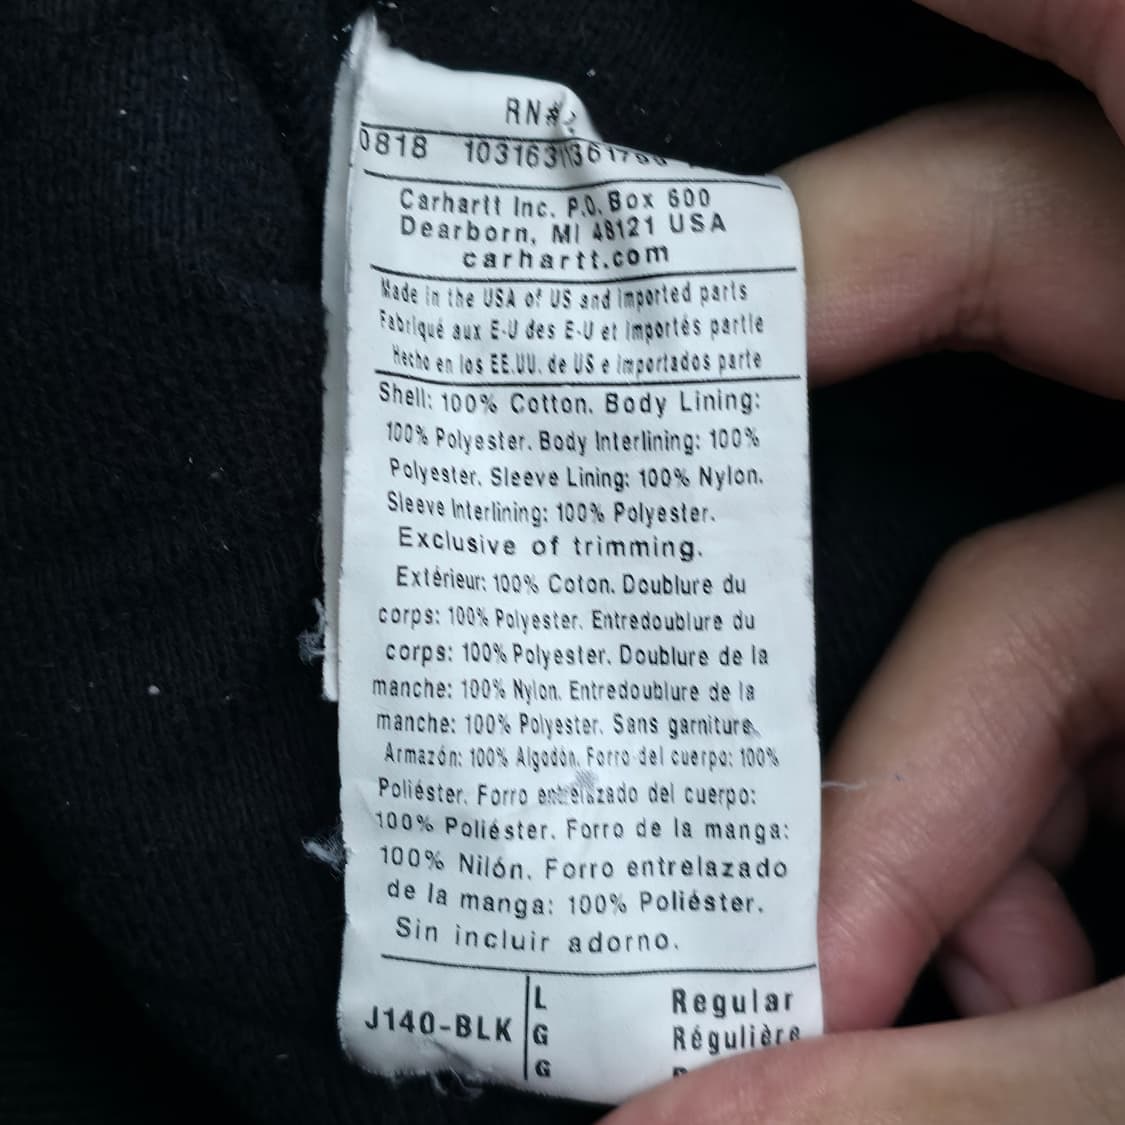 RN#
0818 103163
Carhartt Inc. P.O. Box 600
Dearborn, MI 48121 USA
carhartt.com
Made in the USA of US and imported parts
Fabriqué aux E-U des E-U et importés partie
Hecho en los EE.UU. de US e importados parte
Shell: 100% Cotton. Body Lining:
100% Polyester. Body Interlining: 100%
Polyester. Sleeve Lining: 100% Nylon.
Sleeve Interlining: 100% Polyester.
Exclusive of trimming.
Extérieur: 100% Coton. Doublure du
corps: 100% Polyester. Entredoublure du
corps: 100% Polyester. Doublure de la
manche: 100% Nylon. Entredoublure de la
manche: 100% Polyester. Sans garniture.
Armazón: 100% Algodón. Forro del cuerpo: 100%
Poliéster. Forro entrelazado del cuerpo:
100% Poliéster. Forro de la manga:
100% Nilón. Forro entrelazado
de la manga: 100% Poliéster.
Sin incluir adorno.
J140-BLK
L Regular
G Régulière
G